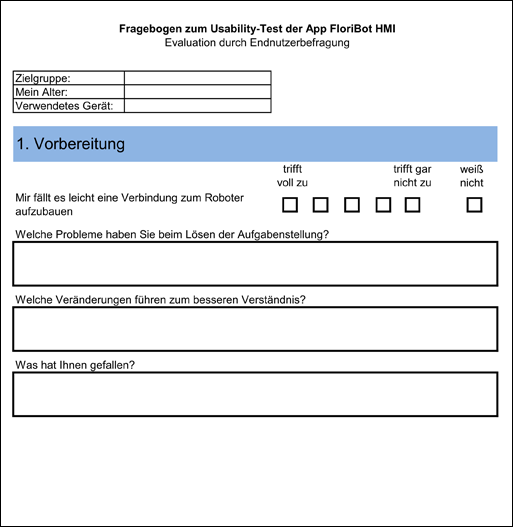 Fragebogen zum Usability-Test der App FloriBot HMI
Evaluation durch Endnutzerbefragung
Zielgruppe:
Mein Alter:
Verwendetes Gerät:
1. Vorbereitung
trifft voll zu
trifft gar nicht zu
weiß nicht
Mir fällt es leicht eine Verbindung zum Roboter
aufzubauen
Welche Probleme haben Sie beim Lösen der Aufgabenstellung?
Welche Veränderungen führen zum besseren Verständnis?
Was hat Ihnen gefallen?